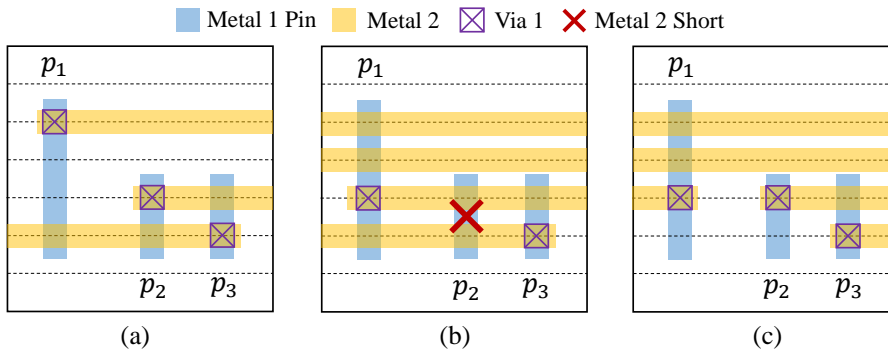 Metal 1 Pin Metal 2 Via 1 Metal 2 Short
p₁ p₁ p₁
p₂ p₃ p₂ p₃ p₂ p₃
(a) (b) (c)